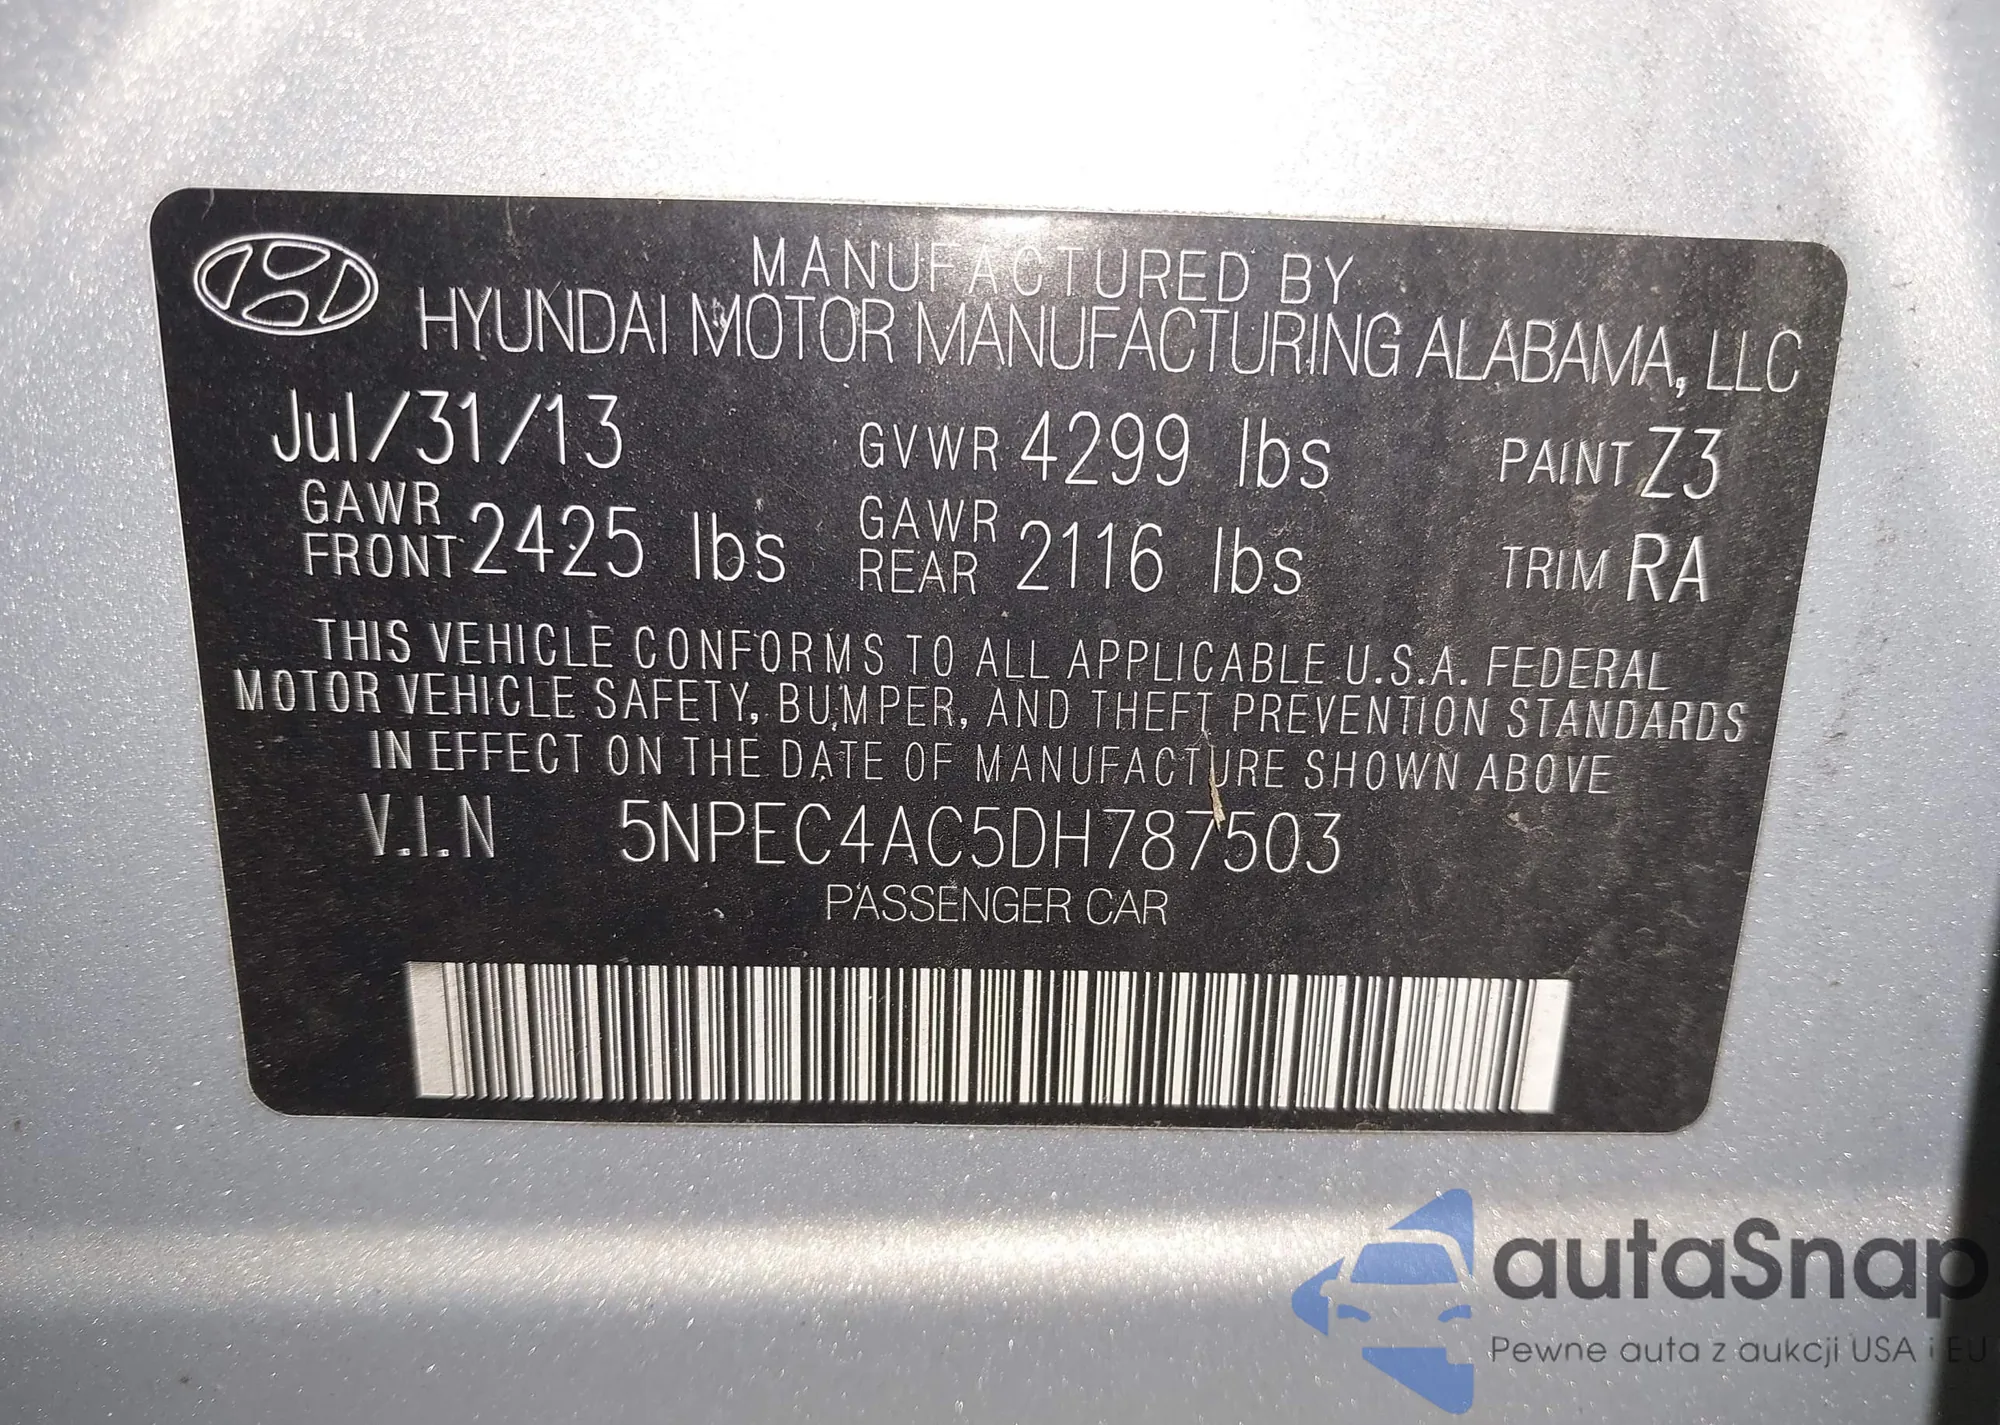 MANUFACTURED BY
HYUNDAI MOTOR MANUFACTURING ALABAMA, LLC
Jul/31/13 GVWR 4299 lbs PAINT Z3
GAWR FRONT 2425 lbs GAWR REAR 2116 lbs TRIM RA
THIS VEHICLE CONFORMS TO ALL APPLICABLE U.S.A. FEDERAL
MOTOR VEHICLE SAFETY, BUMPER, AND THEFT PREVENTION STANDARDS
IN EFFECT ON THE DATE OF MANUFACTURE SHOWN ABOVE
V.I.N 5NPEC4AC5DH787503
PASSENGER CAR
autaSnap
Pewne auta z aukcji USA i EU